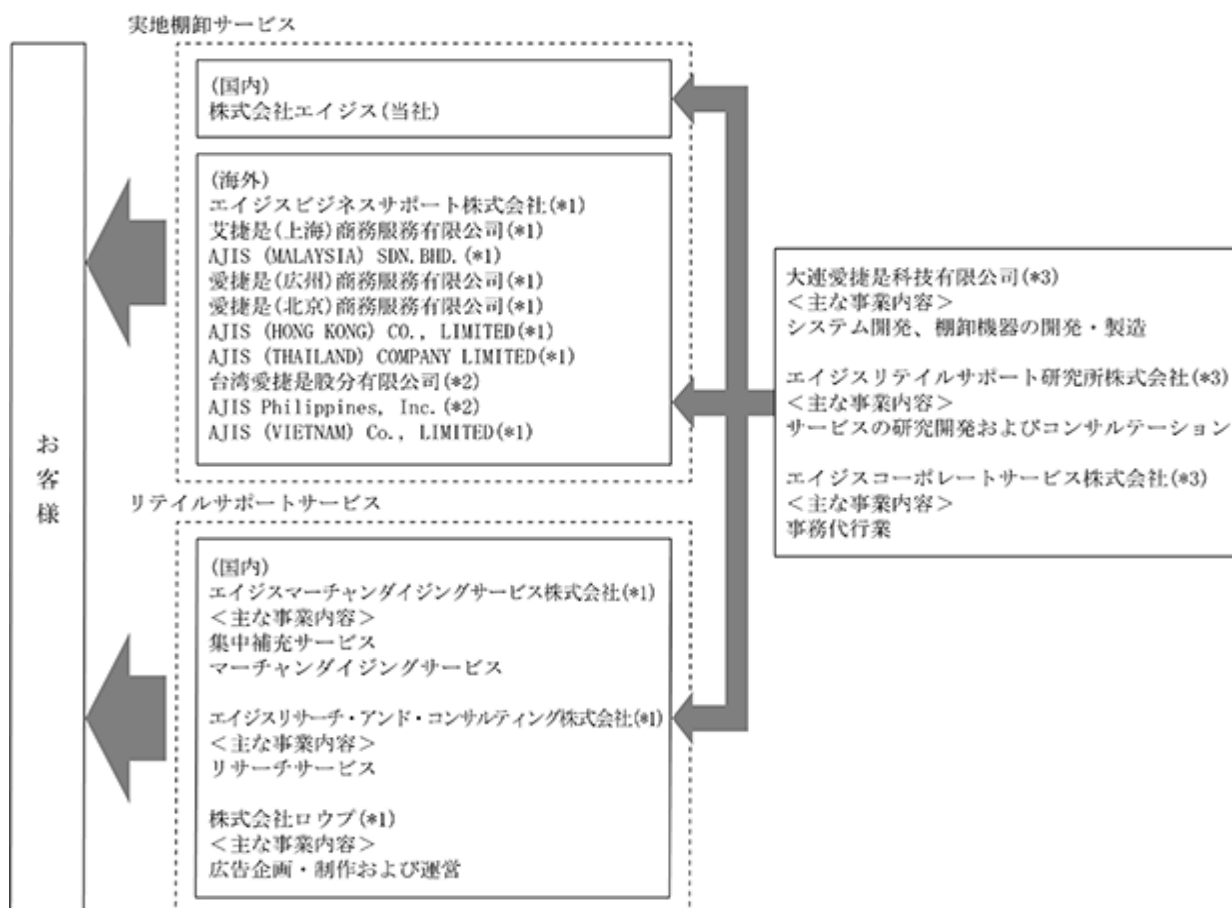 実地棚卸サービス
(国内)
株式会社エイジス(当社)
(海外)
エイジスビジネスサポート株式会社(*1)
艾捷是(上海)商務服務有限公司(*1)
AJIS (MALAYSIA) SDN.BHD.(*1)
愛捷是(広州)商務服務有限公司(*1)
愛捷是(北京)商務服務有限公司(*1)
AJIS (HONG KONG) CO., LIMITED(*1)
AJIS (THAILAND) COMPANY LIMITED(*1)
台湾愛捷是股分有限公司(*2)
AJIS Philippines, Inc.(*2)
AJIS (VIETNAM) Co., LIMITED(*1)
リテイルサポートサービス
(国内)
エイジスマーチャンダイジングサービス株式会社(*1)
＜主な事業内容＞
集中補充サービス
マーチャンダイジングサービス
エイジスリサーチ・アンド・コンサルティング株式会社(*1)
＜主な事業内容＞
リサーチサービス
株式会社ロウプ(*1)
＜主な事業内容＞
広告企画・制作および運営
お客様
大連愛捷是科技有限公司(*3)
＜主な事業内容＞
システム開発、棚卸機器の開発・製造
エイジスリテイルサポート研究所株式会社(*3)
＜主な事業内容＞
サービスの研究開発およびコンサルテーション
エイジスコーポレートサービス株式会社(*3)
＜主な事業内容＞
事務代行業